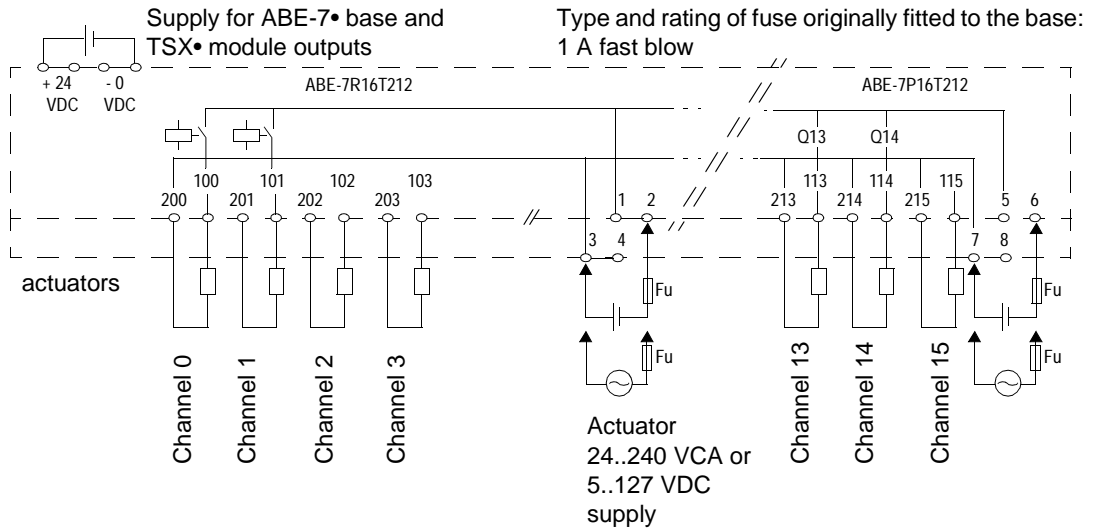 Supply for ABE-7• base and
TSX• module outputs
Type and rating of fuse originally fitted to the base:
1 A fast blow
+ 24
VDC
- 0
VDC
ABE-7R16T212
ABE-7P16T212
Q13
Q14
200
100
201
101
202
102
203
103
1
2
213
113
214
114
215
115
5
6
3
4
7
8
actuators
Fu
Fu
Fu
Fu
Channel 0
Channel 1
Channel 2
Channel 3
Channel 13
Channel 14
Channel 15
Actuator
24..240 VCA or
5..127 VDC
supply